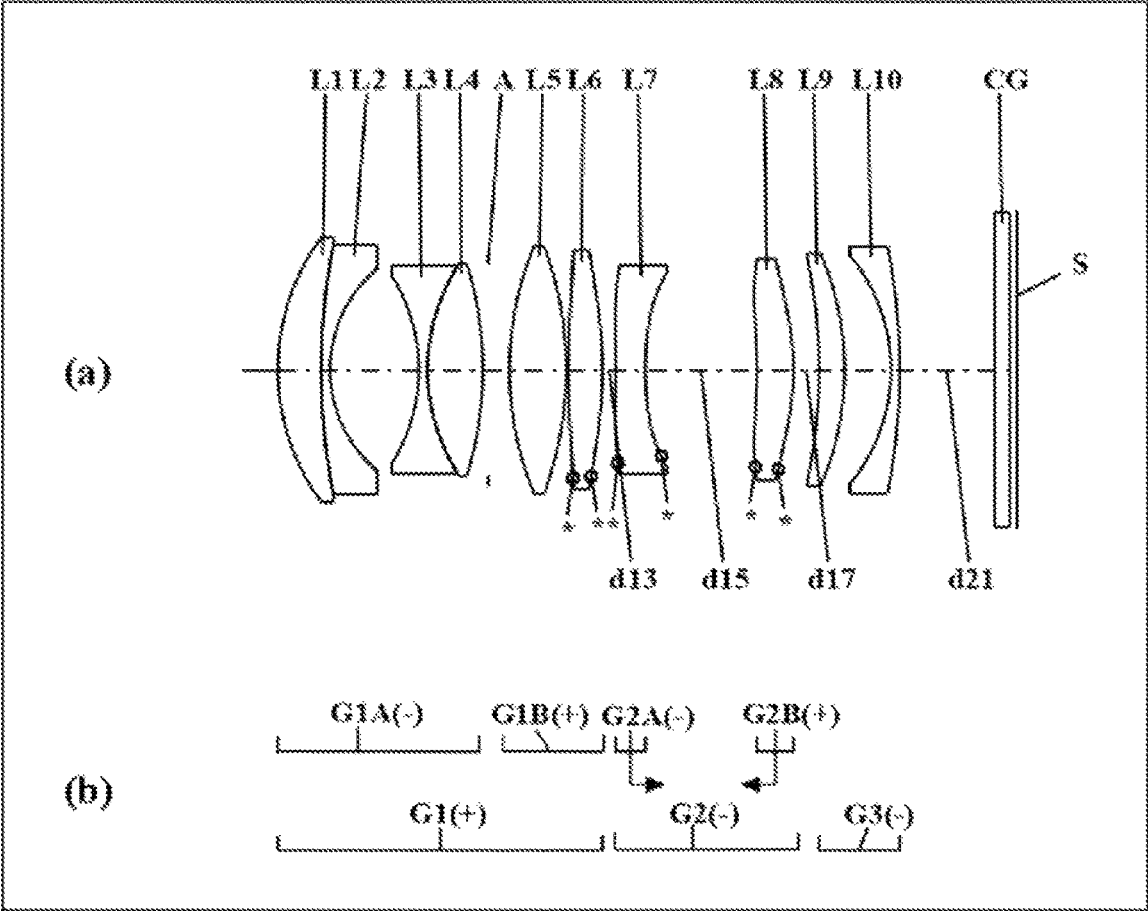 L1 L2 L3 L4 A L5 L6 L7 L8 L9 L10 CG
S
(a)
* * * * * *
d13 d15 d17 d21
G1A(-) G1B(+) G2A(-) G2B(+)
(b)
G1(+) G2(-) G3(-)